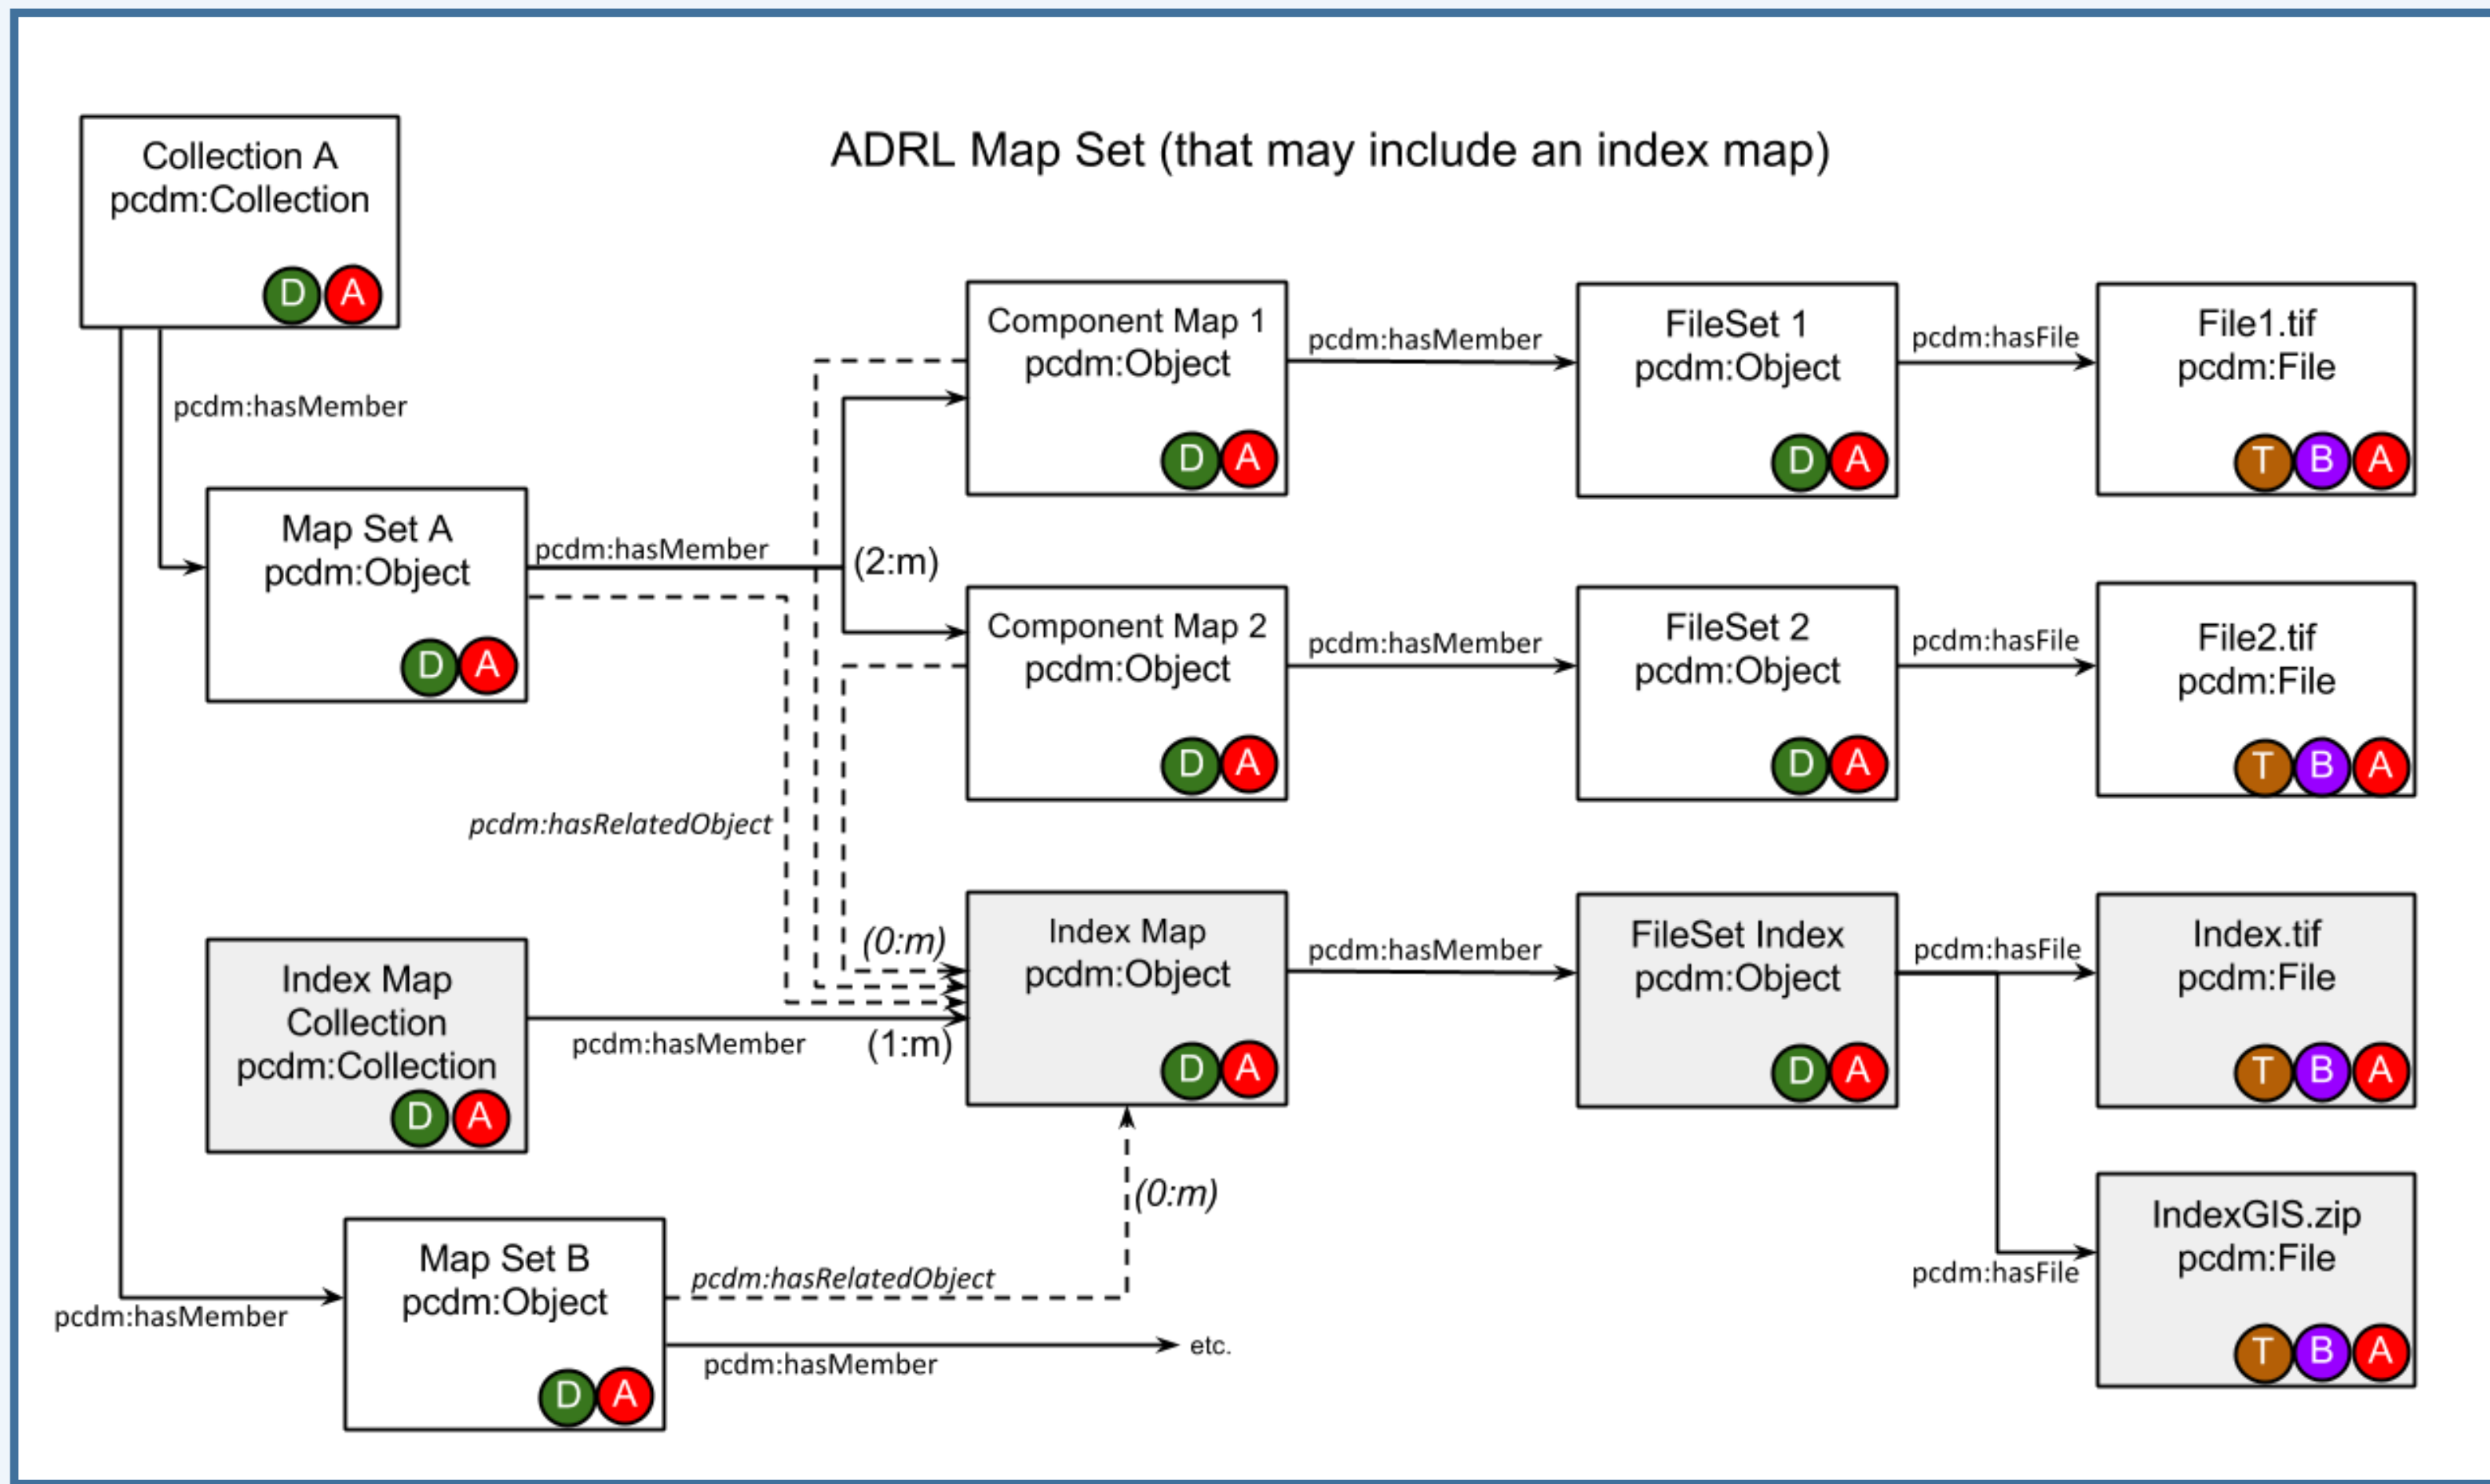 ADRL Map Set (that may include an index map)
Collection A
pcdm:Collection
D A
pcdm:hasMember
Component Map 1
pcdm:Object
D A
pcdm:hasMember
FileSet 1
pcdm:Object
D A
pcdm:hasFile
File1.tif
pcdm:File
T B A
Map Set A
pcdm:Object
D A
pcdm:hasMember
(2:m)
Component Map 2
pcdm:Object
D A
pcdm:hasMember
FileSet 2
pcdm:Object
D A
pcdm:hasFile
File2.tif
pcdm:File
T B A
pcdm:hasRelatedObject
(0:m)
Index Map
Collection
pcdm:Collection
D A
pcdm:hasMember
(1:m)
Index Map
pcdm:Object
D A
pcdm:hasMember
FileSet Index
pcdm:Object
D A
pcdm:hasFile
Index.tif
pcdm:File
T B A
(0:m)
pcdm:hasFile
IndexGIS.zip
pcdm:File
T B A
pcdm:hasMember
Map Set B
pcdm:Object
D A
pcdm:hasRelatedObject
pcdm:hasMember
etc.